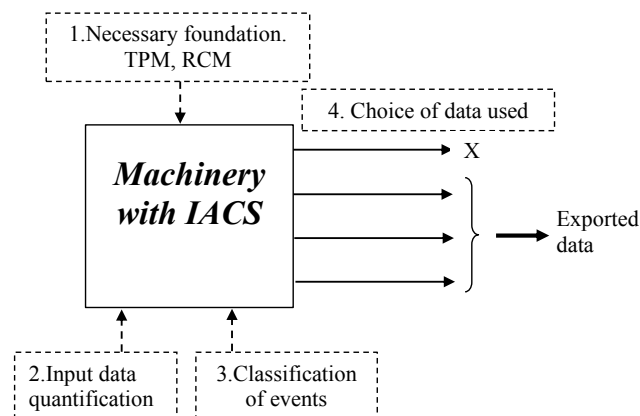 1.Necessary foundation.
TPM, RCM
4. Choice of data used
X
Machinery
with IACS
Exported
data
2.Input data
quantification
3.Classification
of events